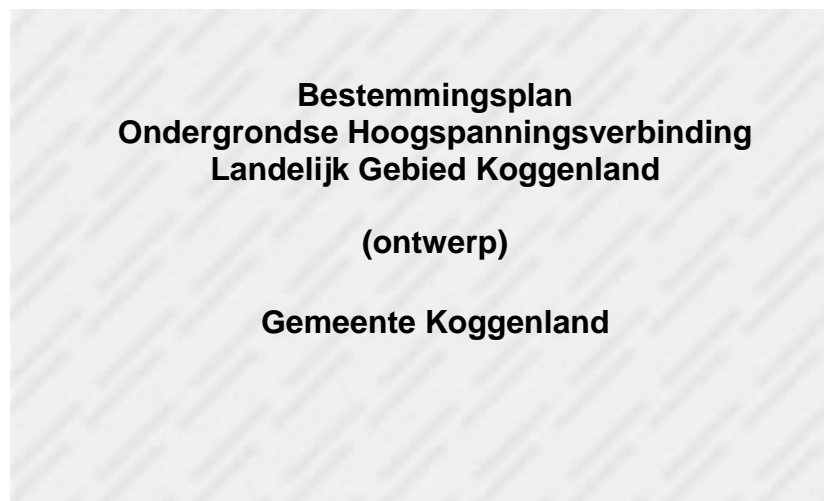 Bestemmingsplan
Ondergrondse Hoogspanningsverbinding
Landelijk Gebied Koggenland
(ontwerp)
Gemeente Koggenland